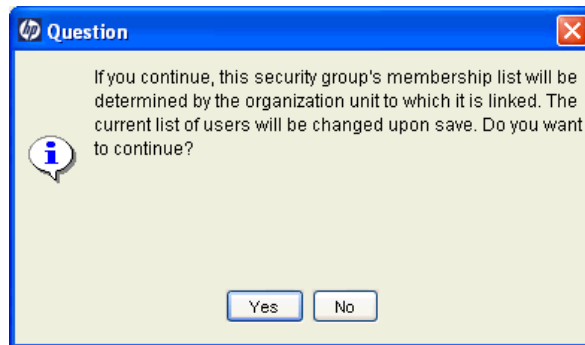 hp Question
If you continue, this security group's membership list will be
determined by the organization unit to which it is linked. The
current list of users will be changed upon save. Do you want
to continue?
Yes No